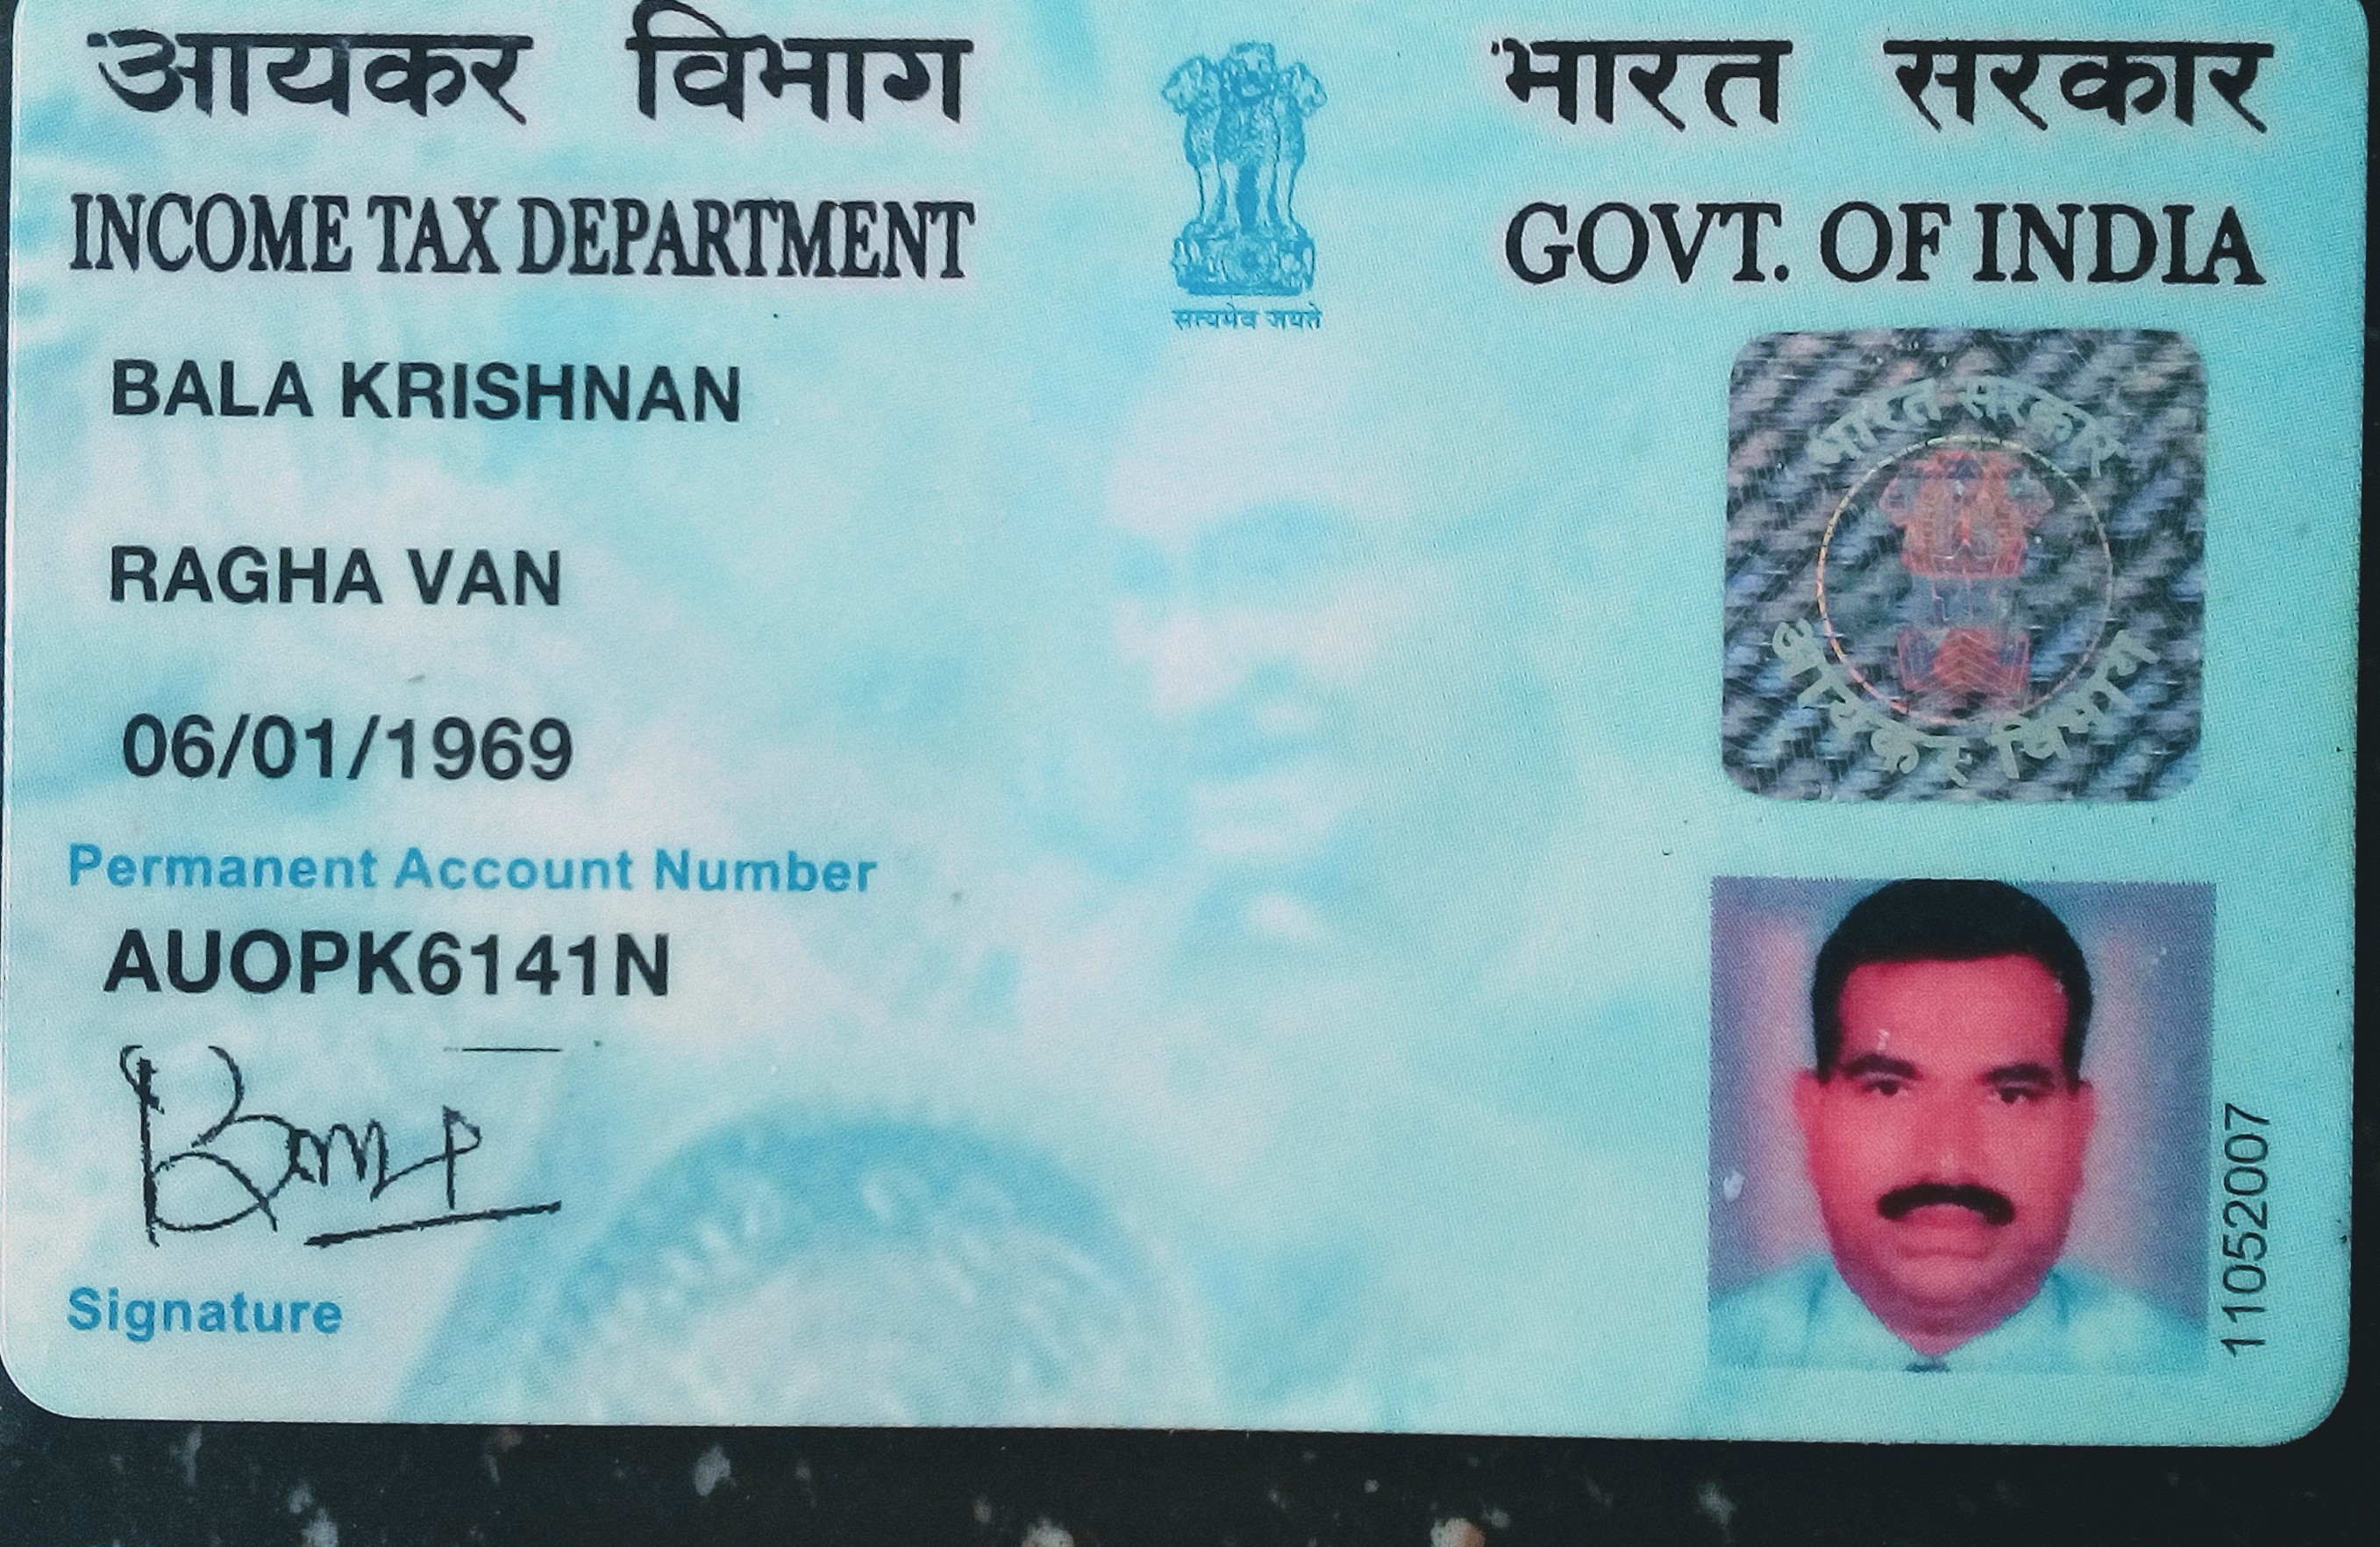 आयकर विभाग
भारत सरकार
INCOME TAX DEPARTMENT
GOVT. OF INDIA
सत्यमेव जयते
BALA KRISHNAN
RAGHA VAN
06/01/1969
Permanent Account Number
AUOPK6141N
Signature
भारत सरकार
आयकर विभाग
11052007